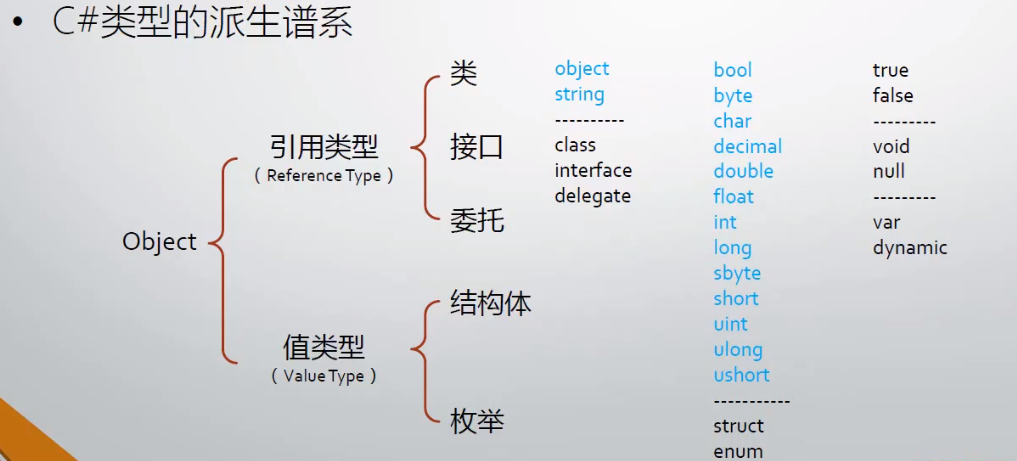 • C#类型的派生谱系
Object
引用类型
( Reference Type )
类
接口
委托
值类型
( Value Type )
结构体
枚举
object
string
----------
class
interface
delegate
bool
byte
char
decimal
double
float
int
long
sbyte
short
uint
ulong
ushort
-----------
struct
enum
true
false
---------
void
null
---------
var
dynamic